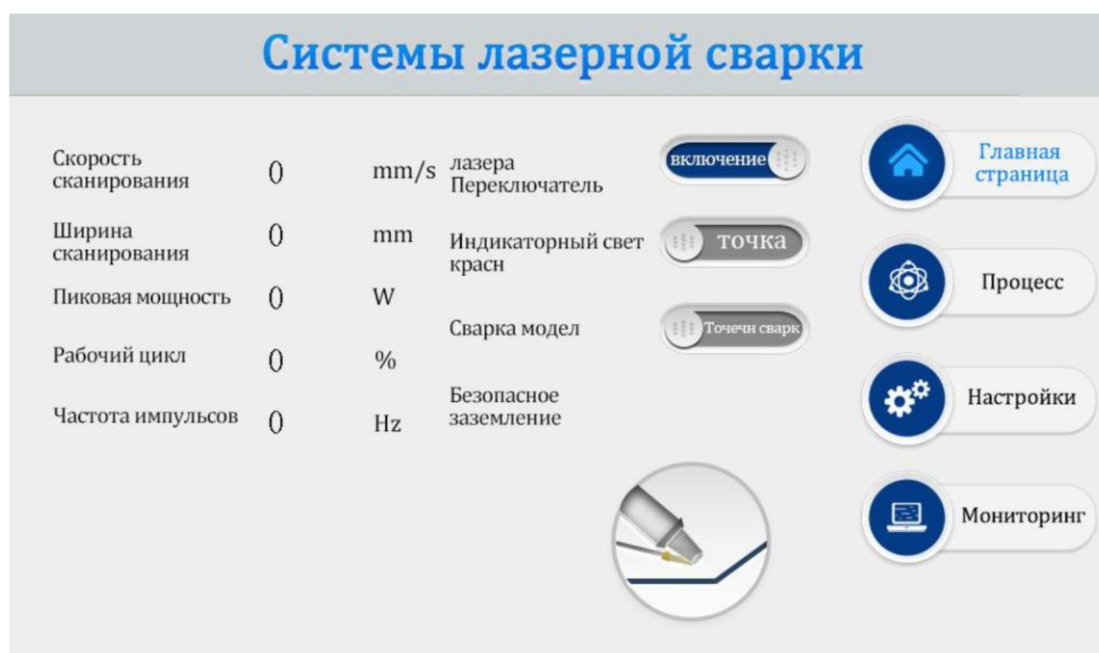 Системы лазерной сварки
Скорость
сканирования
0
mm/s
Ширина
сканирования
0
mm
Пиковая мощность
0
W
Рабочий цикл
0
%
Частота импульсов
0
Hz
лазера
Переключатель
включение
Индикаторный свет
красн
точка
Сварка модел
Точечн сварк
Безопасное
заземление
Главная
страница
Процесс
Настройки
Мониторинг